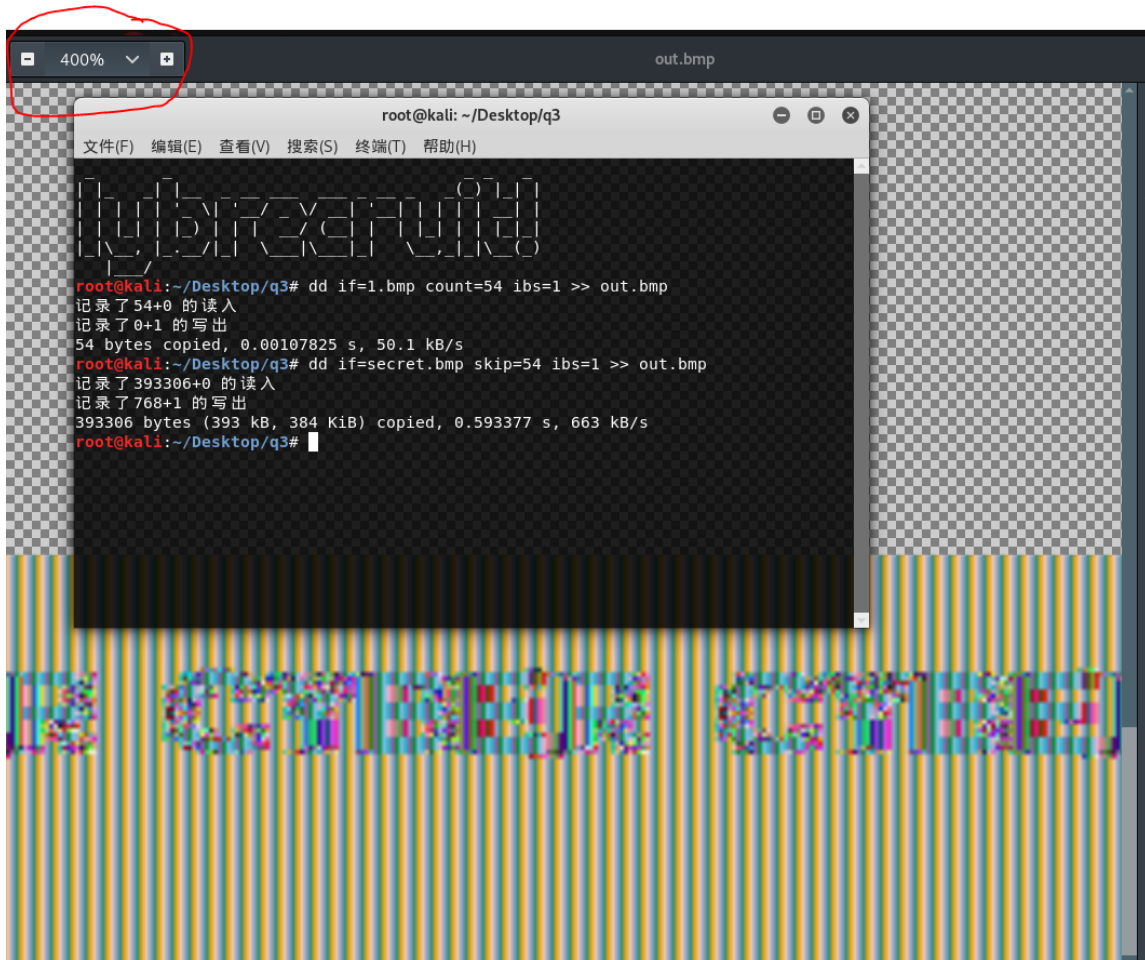 400%
out.bmp
root@kali: ~/Desktop/q3
文件(F) 编辑(E) 查看(V) 搜索(S) 终端(T) 帮助(H)
lybrecruit!
root@kali:~/Desktop/q3# dd if=1.bmp count=54 ibs=1 >> out.bmp
记录了54+0 的读入
记录了0+1 的写出
54 bytes copied, 0.00107825 s, 50.1 kB/s
root@kali:~/Desktop/q3# dd if=secret.bmp skip=54 ibs=1 >> out.bmp
记录了393306+0 的读入
记录了768+1 的写出
393306 bytes (393 kB, 384 KiB) copied, 0.593377 s, 663 kB/s
root@kali:~/Desktop/q3#